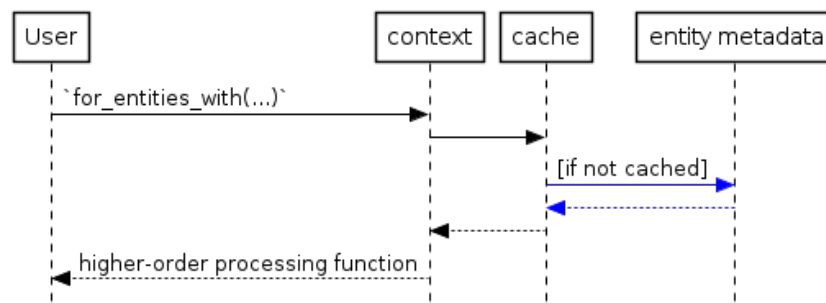 User
context
cache
entity metadata
`for_entities_with(...)`
[if not cached]
higher-order processing function